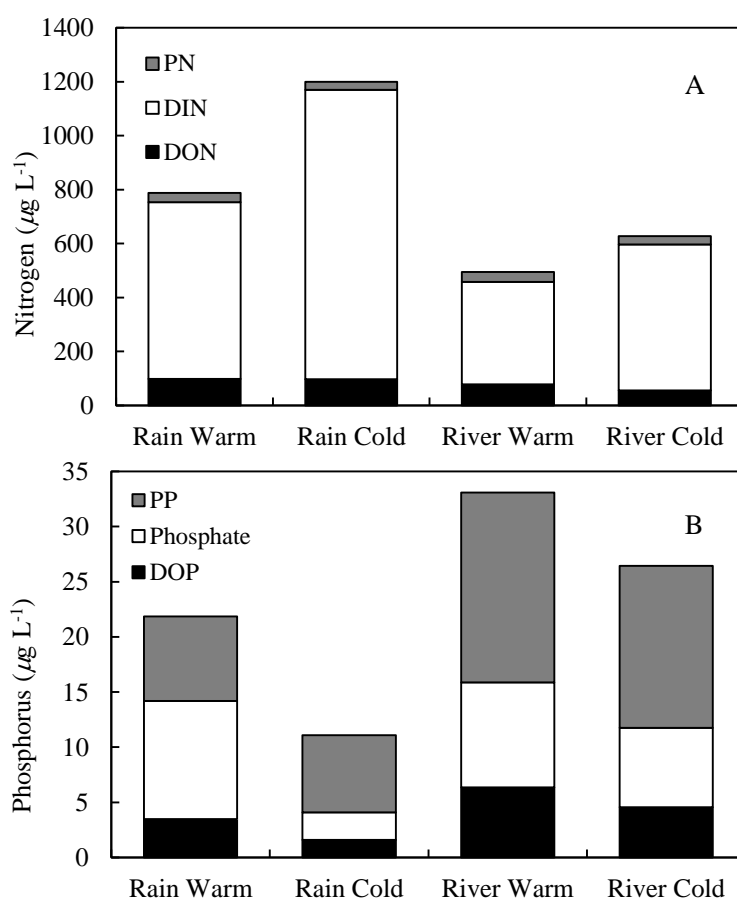 1400
1200
1000
800
600
400
200
0
Nitrogen (µg L-1)
PN
DIN
DON
A
Rain Warm Rain Cold River Warm River Cold
35
30
25
20
15
10
5
0
Phosphorus (µg L-1)
PP
Phosphate
DOP
B
Rain Warm Rain Cold River Warm River Cold